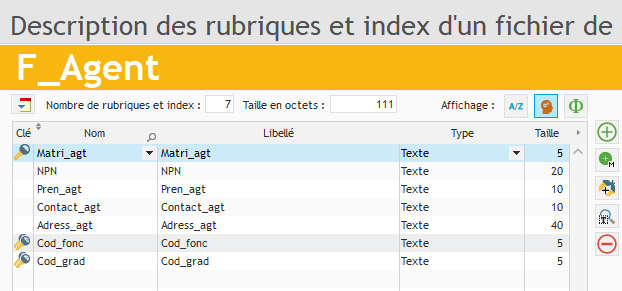 Description des rubriques et index d'un fichier de
F_Agent
Nombre de rubriques et index : 7 Taille en octets : 111 Affichage : A/Z Φ
Clé Nom Libellé Type Taille
Matri_agt Matri_agt Texte 5
NPN NPN Texte 20
Pren_agt Pren_agt Texte 10
Contact_agt Contact_agt Texte 10
Adress_agt Adress_agt Texte 40
Cod_fonc Cod_fonc Texte 5
Cod_grad Cod_grad Texte 5
M